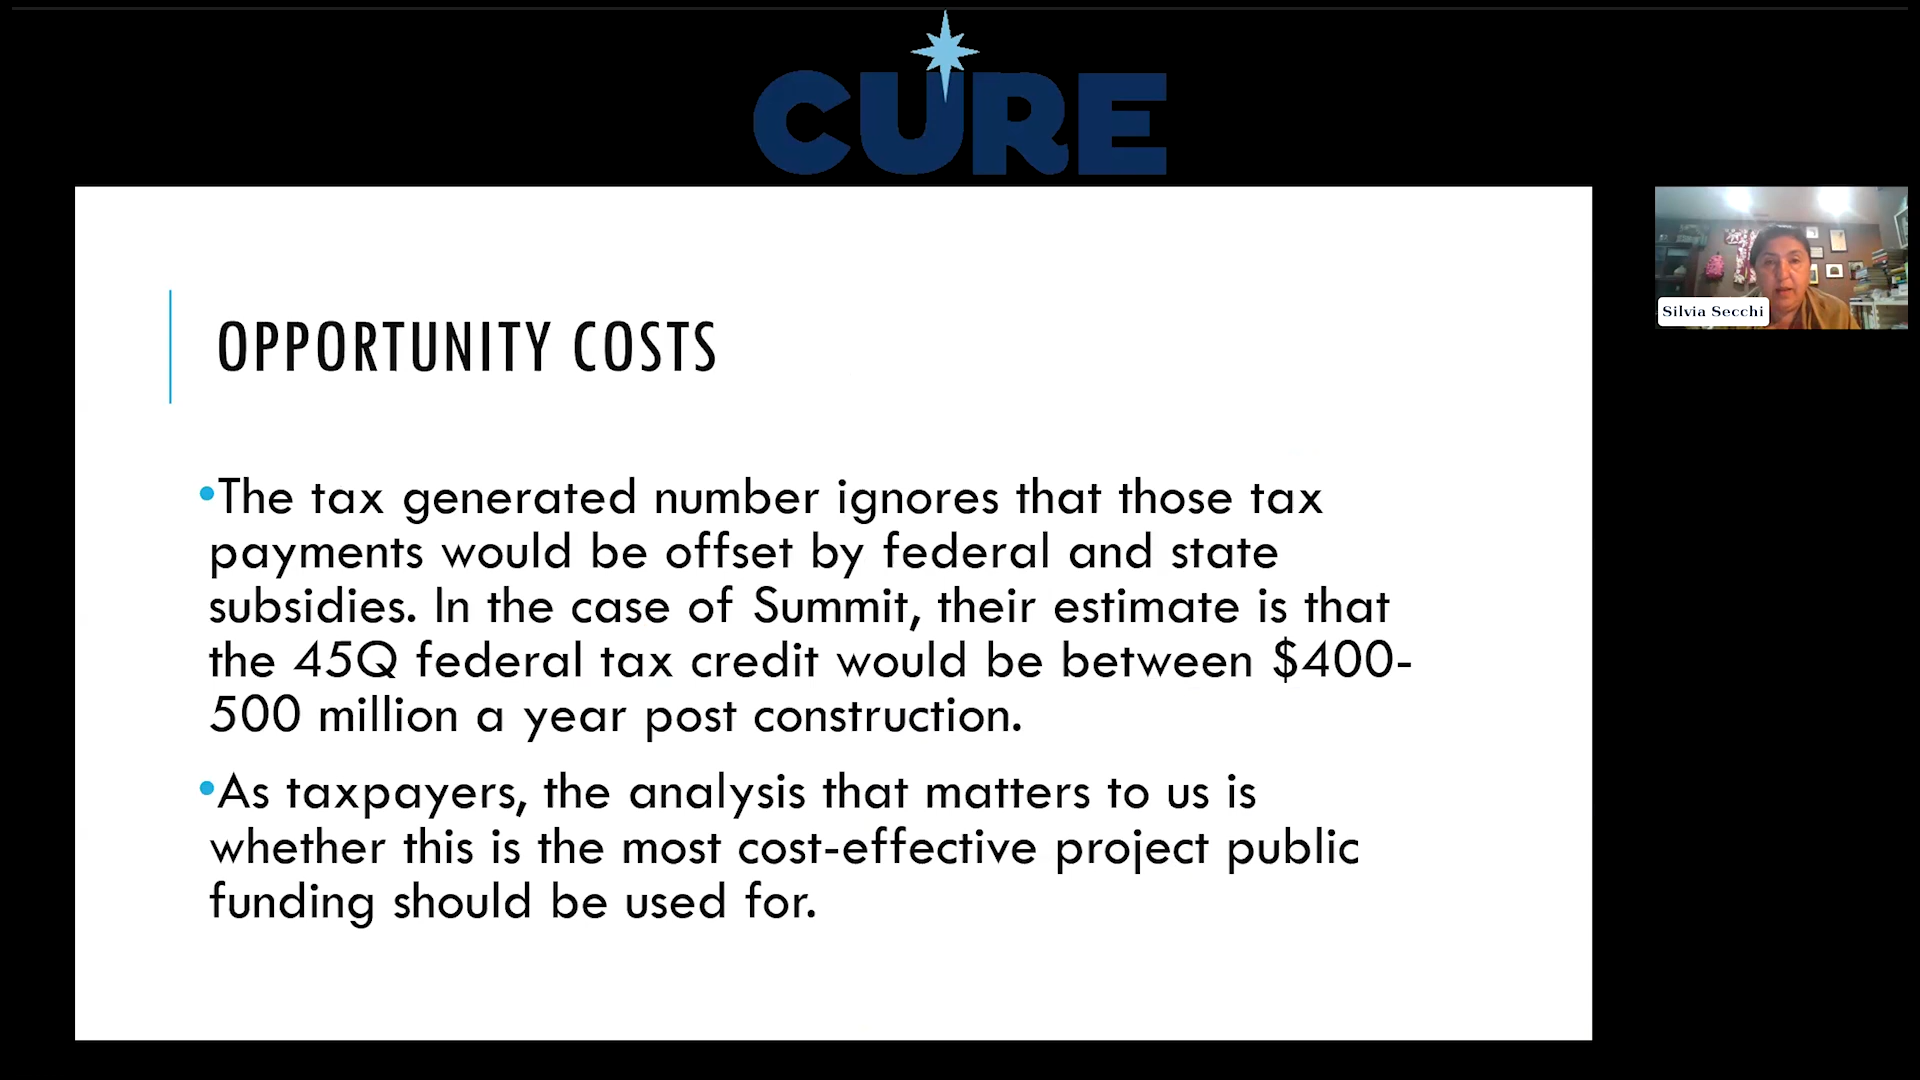 CURE
Silvia Secchi
OPPORTUNITY COSTS
•The tax generated number ignores that those tax
payments would be offset by federal and state
subsidies. In the case of Summit, their estimate is that
the 45Q federal tax credit would be between $400-
500 million a year post construction.
•As taxpayers, the analysis that matters to us is
whether this is the most cost-effective project public
funding should be used for.